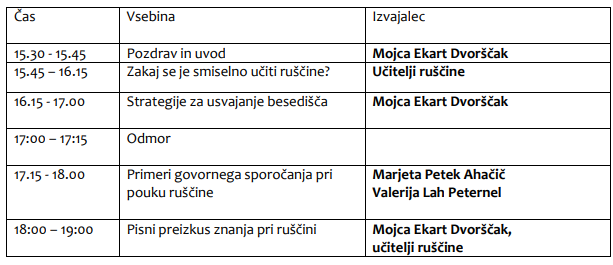 Čas Vsebina Izvajalec
15.30 - 15.45 Pozdrav in uvod Mojca Ekart Dvorščak
15.45 – 16.15 Zakaj se je smiselno učiti ruščine? Učitelji ruščine
16.15 - 17.00 Strategije za usvajanje besedišča Mojca Ekart Dvorščak
17:00 – 17:15 Odmor
17.15 - 18.00 Primeri govornega sporočanja pri Marjeta Petek Ahačič
pouku ruščine Valerija Lah Peternel
18:00 – 19:00 Pisni preizkus znanja pri ruščini Mojca Ekart Dvorščak,
učitelji ruščine